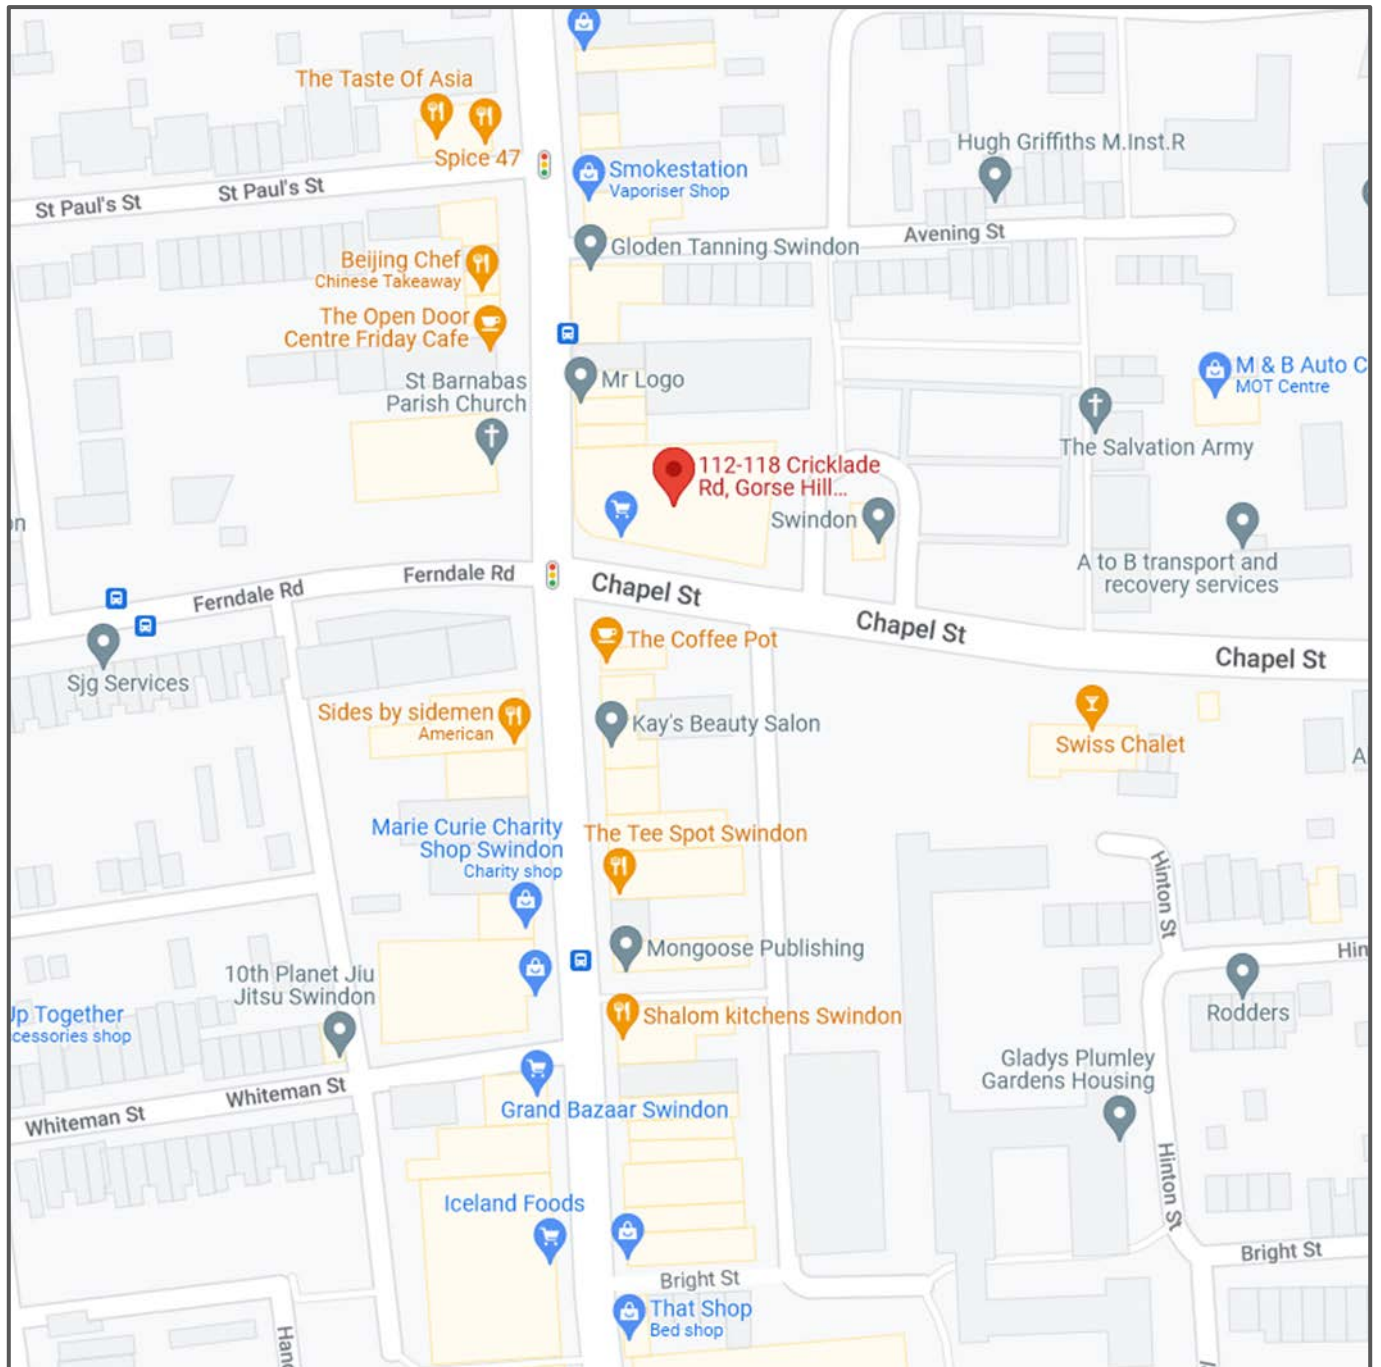 The Taste Of Asia
Spice 47
Smokestation
Vaporiser Shop
Hugh Griffiths M.Inst.R
St Paul's St
St Paul's St
Gloden Tanning Swindon
Avening St
Beijing Chef
Chinese Takeaway
The Open Door
Centre Friday Cafe
St Barnabas
Parish Church
Mr Logo
M & B Auto C
MOT Centre
The Salvation Army
112-118 Cricklade
Rd, Gorse Hill...
Swindon
on
A to B transport and
recovery services
Ferndale Rd
Ferndale Rd
Chapel St
Chapel St
Chapel St
The Coffee Pot
Sjg Services
Sides by sidemen
American
Kay's Beauty Salon
Swiss Chalet
A
Marie Curie Charity
Shop Swindon
Charity shop
The Tee Spot Swindon
Hinton St
Mongoose Publishing
Hin
10th Planet Jiu
Jitsu Swindon
Up Together
cessories shop
Shalom kitchens Swindon
Rodders
Gladys Plumley
Gardens Housing
Whiteman St
Whiteman St
Grand Bazaar Swindon
Hinton St
Iceland Foods
Bright St
Bright St
That Shop
Bed shop
Hand